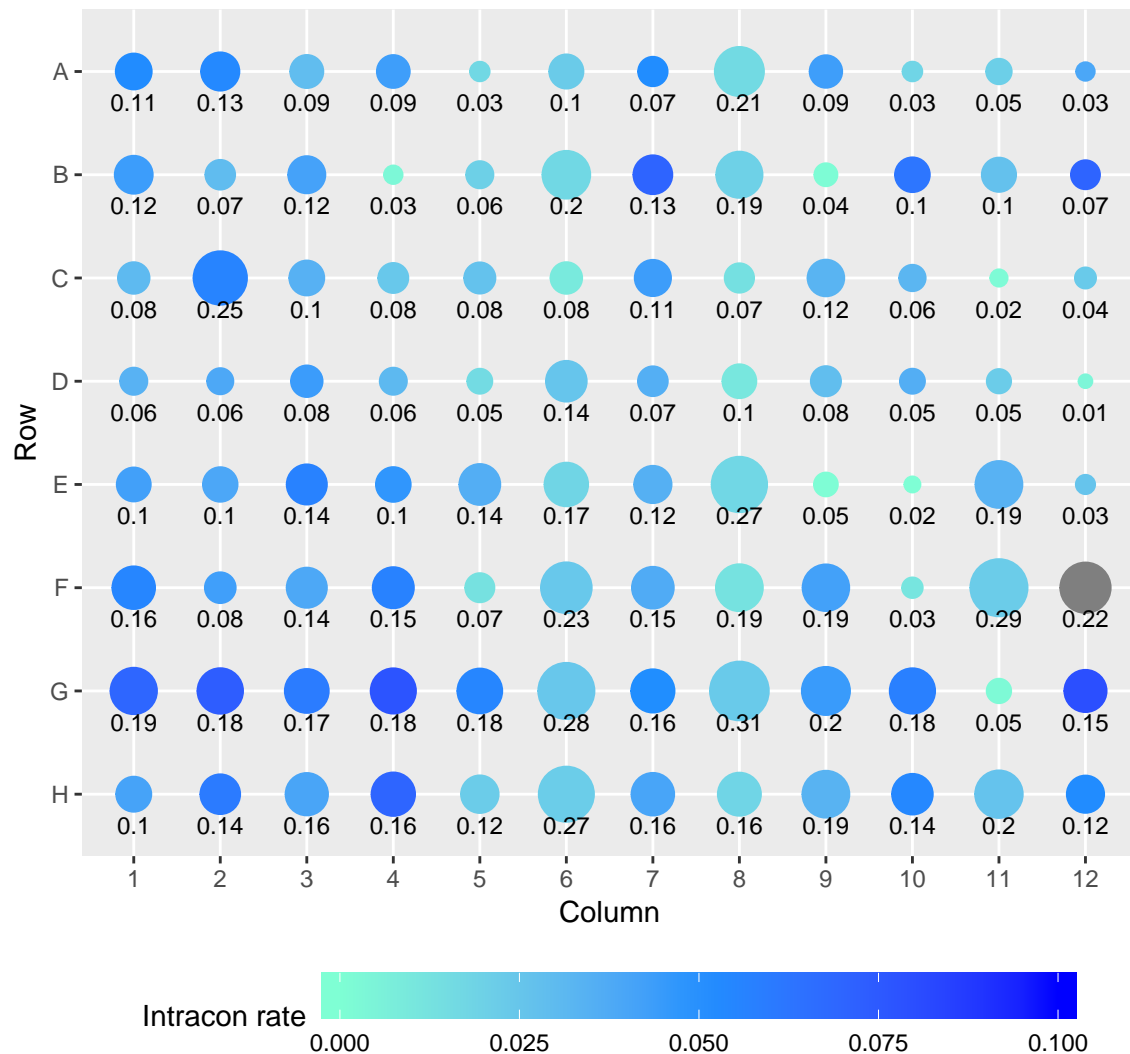 A
0.11 0.13 0.09 0.09 0.03 0.1 0.07 0.21 0.09 0.03 0.05 0.03
B
0.12 0.07 0.12 0.03 0.06 0.2 0.13 0.19 0.04 0.1 0.1 0.07
C
0.08 0.25 0.1 0.08 0.08 0.08 0.11 0.07 0.12 0.06 0.02 0.04
D
0.06 0.06 0.08 0.06 0.05 0.14 0.07 0.1 0.08 0.05 0.05 0.01
Row
E
0.1 0.1 0.14 0.1 0.14 0.17 0.12 0.27 0.05 0.02 0.19 0.03
F
0.16 0.08 0.14 0.15 0.07 0.23 0.15 0.19 0.19 0.03 0.29 0.22
G
0.19 0.18 0.17 0.18 0.18 0.28 0.16 0.31 0.2 0.18 0.05 0.15
H
0.1 0.14 0.16 0.16 0.12 0.27 0.16 0.16 0.19 0.14 0.2 0.12
1 2 3 4 5 6 7 8 9 10 11 12
Column
Intracon rate
0.000 0.025 0.050 0.075 0.100